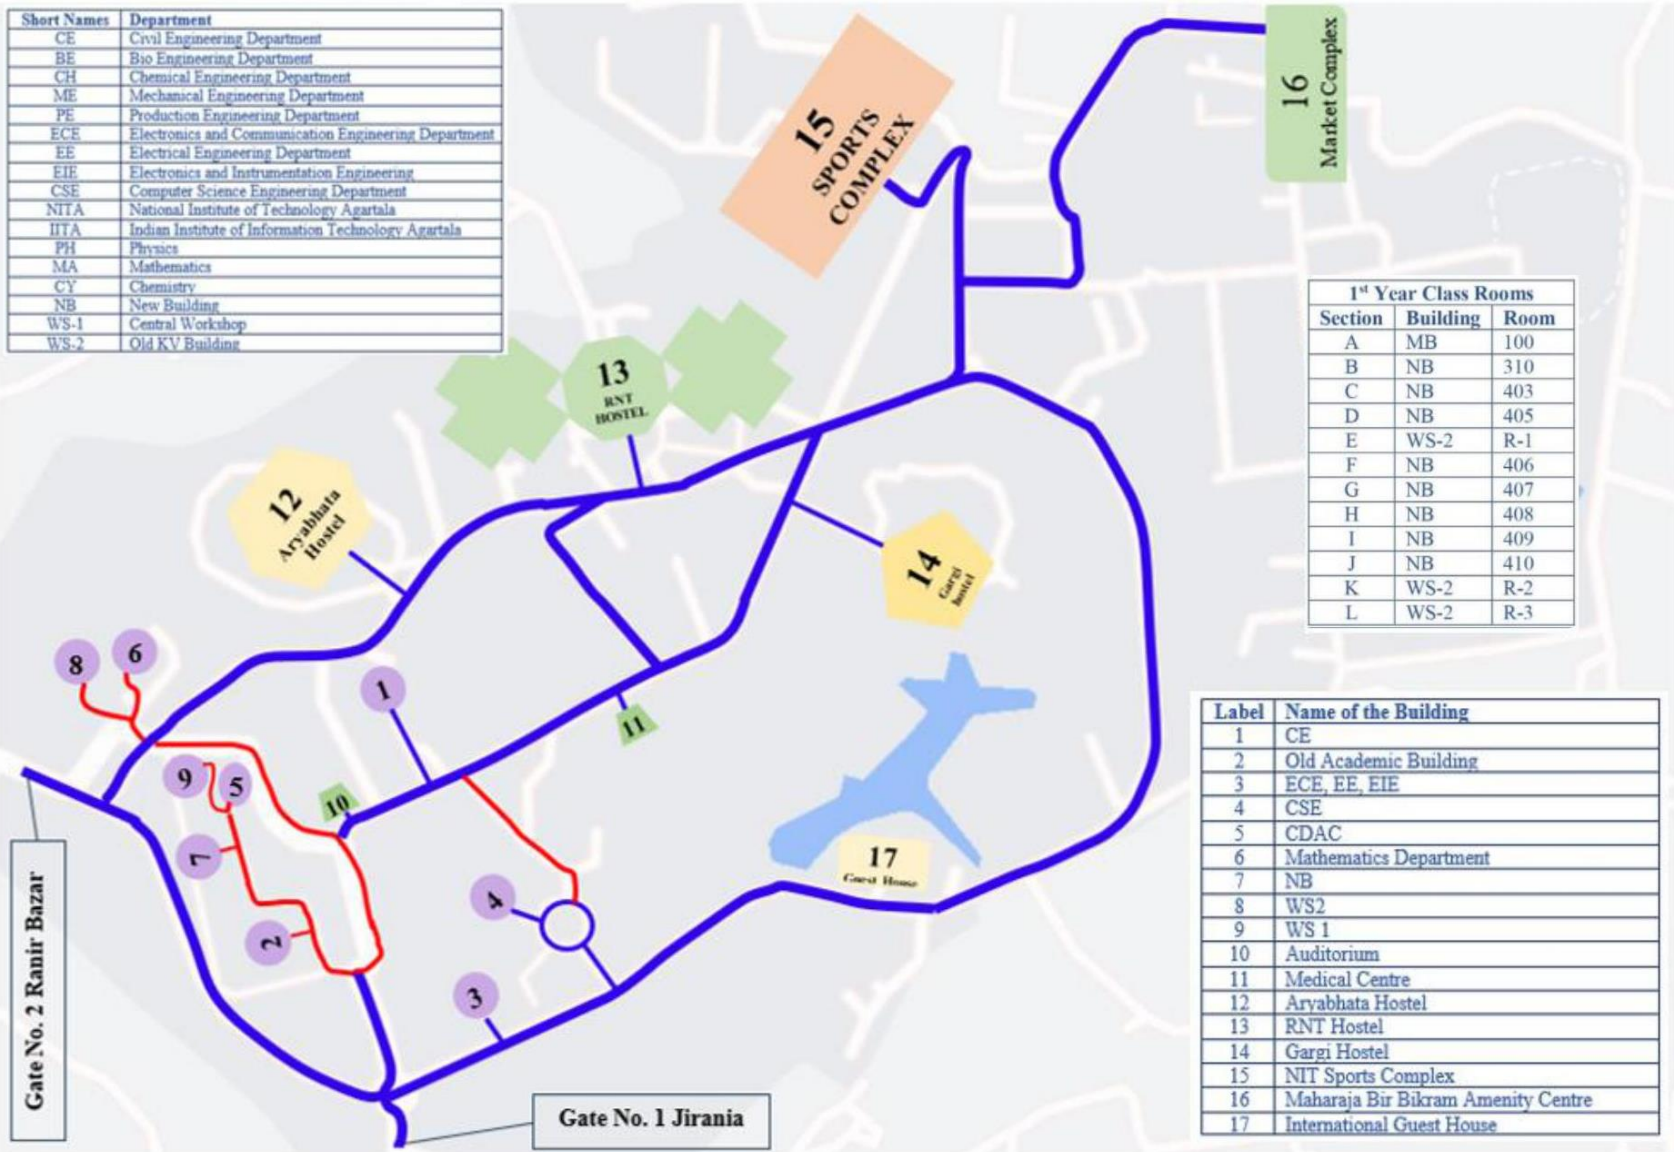 Short Names Department
CE Civil Engineering Department
BE Bio Engineering Department
CH Chemical Engineering Department
ME Mechanical Engineering Department
PE Production Engineering Department
ECE Electronics and Communication Engineering Department
EE Electrical Engineering Department
EIE Electronics and Instrumentation Engineering
CSE Computer Science Engineering Department
NITA National Institute of Technology Agartala
IITA Indian Institute of Information Technology Agartala
PH Physics
MA Mathematics
CY Chemistry
NB New Building
WS-1 Central Workshop
WS-2 Old KV Building
15
SPORTS
COMPLEX
16
Market Complex
13
RNT
HOSTEL
12
Aryabhata
Hostel
14
Gargi
hostel
1st Year Class Rooms
Section Building Room
A MB 100
B NB 310
C NB 403
D NB 405
E WS-2 R-1
F NB 406
G NB 407
H NB 408
I NB 409
J NB 410
K WS-2 R-2
L WS-2 R-3
8
6
1
11
9
5
10
7
17
Guest House
4
2
3
Gate No. 2 Ranir Bazar
Gate No. 1 Jirania
Label Name of the Building
1 CE
2 Old Academic Building
3 ECE, EE, EIE
4 CSE
5 CDAC
6 Mathematics Department
7 NB
8 WS2
9 WS 1
10 Auditorium
11 Medical Centre
12 Aryabhata Hostel
13 RNT Hostel
14 Gargi Hostel
15 NIT Sports Complex
16 Maharaja Bir Bikram Amenity Centre
17 International Guest House